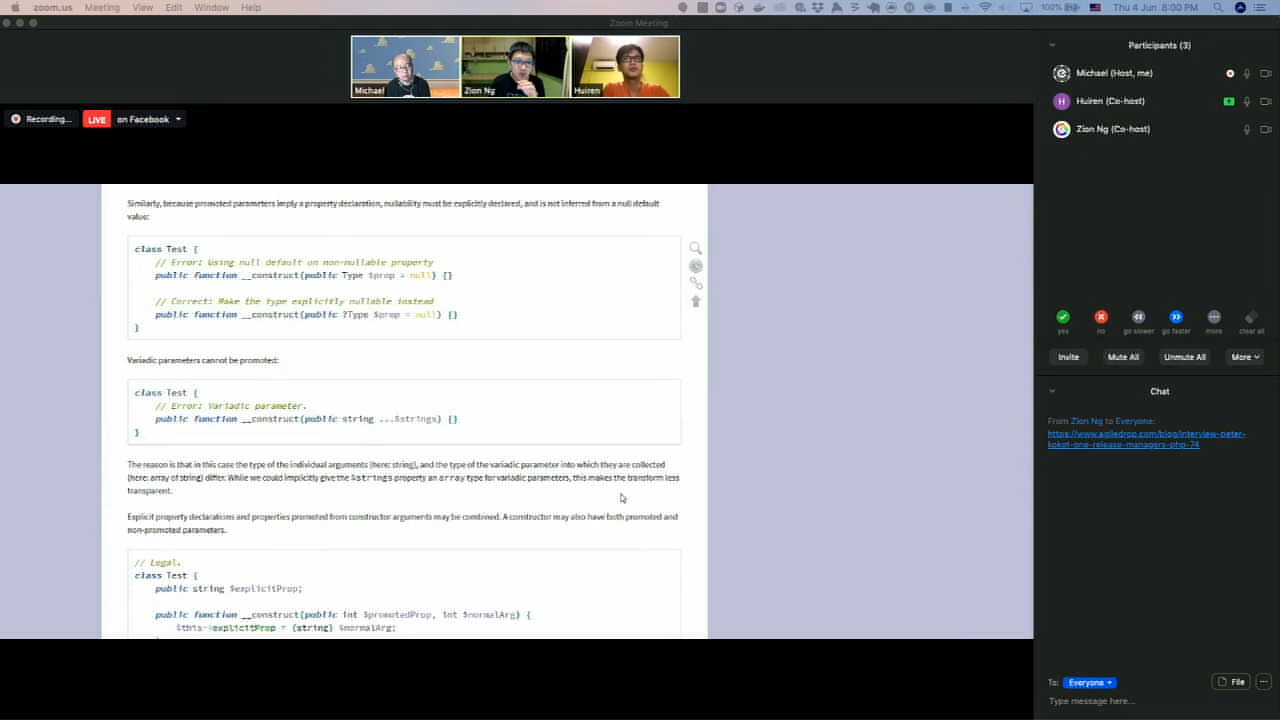 zoom.us Meeting View Edit Window Help
100% Thu 4 Jun 8:00 PM
Zoom Meeting
Michael
Zion Ng
Huiren
Recording...
LIVE on Facebook
Similarly, because promoted parameters imply a property declaration, nullability must be explicitly declared, and is not inferred from a null default
value:
class Test {
// Error: Using null default on non-nullable property
public function __construct(public Type $prop = null) {}
// Correct: Make the type explicitly nullable instead
public function __construct(public ?Type $prop = null) {}
}
Variadic parameters cannot be promoted:
class Test {
// Error: Variadic parameter.
public function __construct(public string ...$strings) {}
}
The reason is that in this case the type of the individual arguments (here: string), and the type of the variadic parameter into which they are collected
(here: array of string) differ. While we could implicitly give the $strings property an array type for variadic parameters, this makes the transform less
transparent.
Explicit property declarations and properties promoted from constructor arguments may be combined. A constructor may also have both promoted and
non-promoted parameters.
// Legal.
class Test {
public string $explicitProp;
public function __construct(public int $promotedProp, int $normalArg) {
$this->explicitProp = (string) $normalArg;
Participants (3)
Michael (Host, me)
H Huiren (Co-host)
Zion Ng (Co-host)
yes no go slower go faster more clear all
Invite Mute All Unmute All More
Chat
From Zion Ng to Everyone:
https://www.agiledrop.com/blog/interview-peter-
kokot-one-release-managers-php-74
To: Everyone File
Type message here...